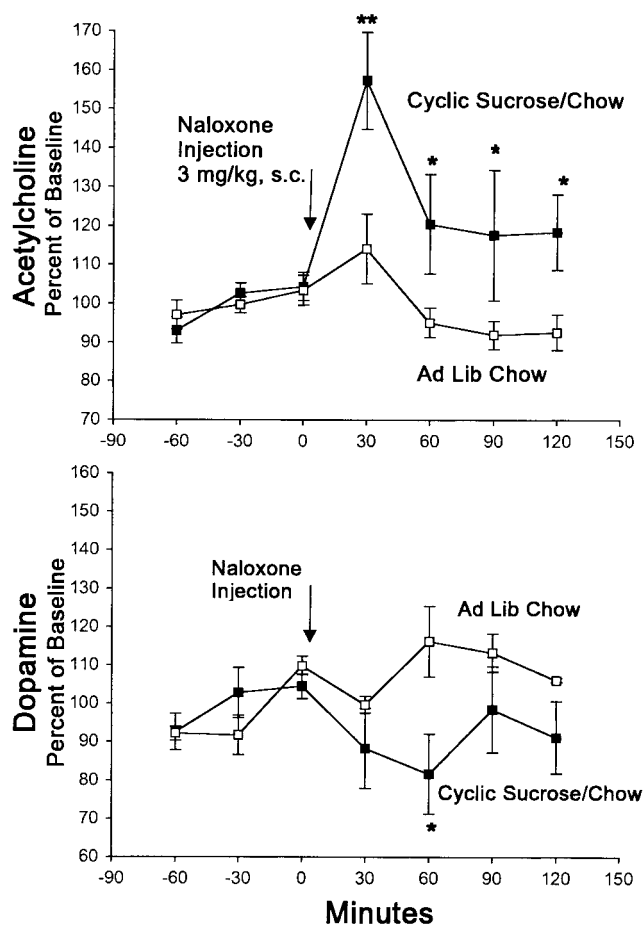 170
160
150
140
130
120
110
100
90
80
70
Acetylcholine
Percent of Baseline
**
Cyclic Sucrose/Chow
Naloxone
Injection
3 mg/kg, s.c.
*
*
*
Ad Lib Chow
-90 -60 -30 0 30 60 90 120 150
160
150
140
130
120
110
100
90
80
70
60
Dopamine
Percent of Baseline
Naloxone
Injection
Ad Lib Chow
Cyclic Sucrose/Chow
*
-90 -60 -30 0 30 60 90 120 150
Minutes